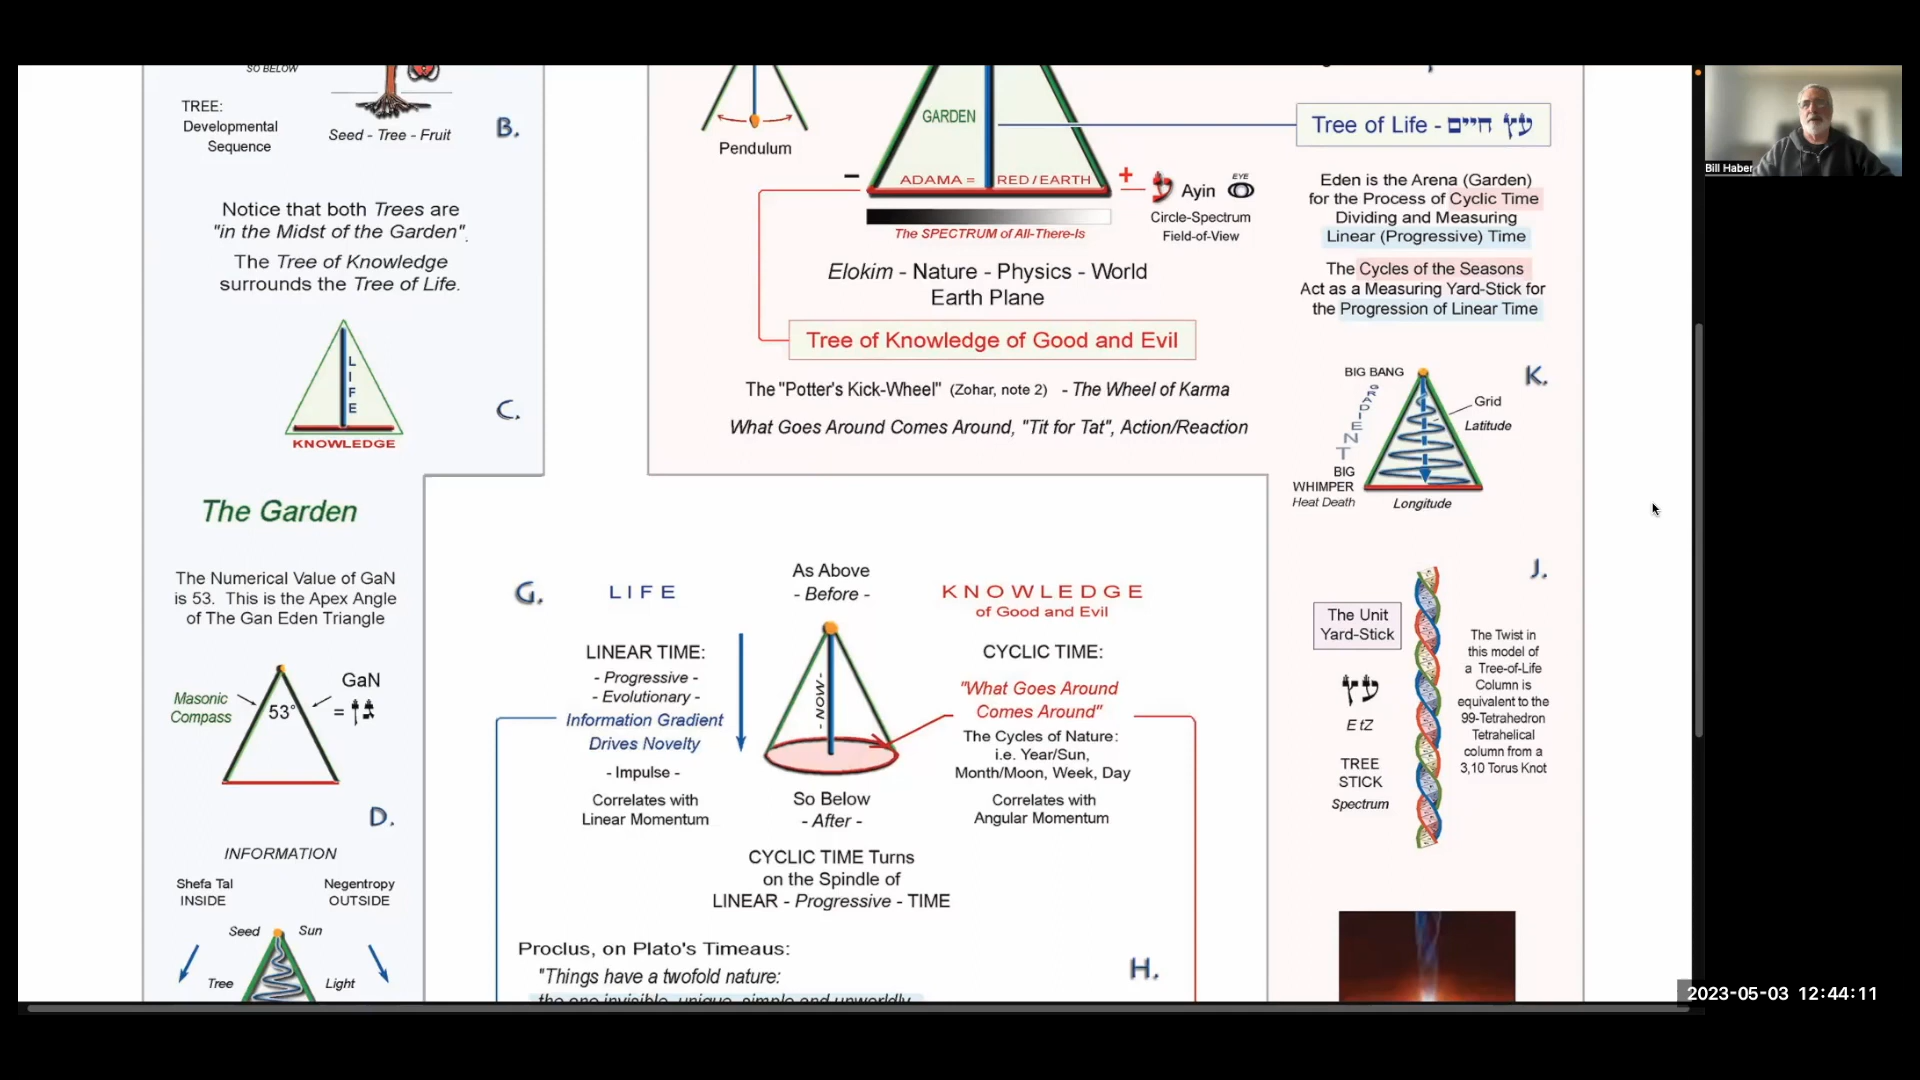 SO BELOW
TREE:
Developmental
Sequence
Seed - Tree - Fruit
B.
Notice that both Trees are
"in the Midst of the Garden".
The Tree of Knowledge
surrounds the Tree of Life.
LIFE
KNOWLEDGE
C.
The Garden
The Numerical Value of GaN
is 53. This is the Apex Angle
of The Gan Eden Triangle
Masonic
Compass
53°
GaN
= גן
D.
INFORMATION
Shefa Tal
INSIDE
Negentropy
OUTSIDE
Seed
Sun
Tree
Light
Pendulum
GARDEN
ADAMA = RED / EARTH
−
+
ע Ayin
EYE
Circle-Spectrum
Field-of-View
The SPECTRUM of All-There-Is
Elokim - Nature - Physics - World
Earth Plane
Tree of Knowledge of Good and Evil
The "Potter's Kick-Wheel" (Zohar, note 2) - The Wheel of Karma
What Goes Around Comes Around, "Tit for Tat", Action/Reaction
Tree of Life - עץ חיים
Eden is the Arena (Garden)
for the Process of Cyclic Time
Dividing and Measuring
Linear (Progressive) Time
The Cycles of the Seasons
Act as a Measuring Yard-Stick for
the Progression of Linear Time
K.
BIG BANG
GRADIENT
Grid
Latitude
BIG
WHIMPER
Heat Death
Longitude
G.
LIFE
LINEAR TIME:
- Progressive -
- Evolutionary -
Information Gradient
Drives Novelty
- Impulse -
Correlates with
Linear Momentum
As Above
- Before -
- NOW -
So Below
- After -
KNOWLEDGE
of Good and Evil
CYCLIC TIME:
"What Goes Around
Comes Around"
The Cycles of Nature:
i.e. Year/Sun,
Month/Moon, Week, Day
Correlates with
Angular Momentum
CYCLIC TIME Turns
on the Spindle of
LINEAR - Progressive - TIME
Proclus, on Plato's Timeaus:
"Things have a twofold nature:
the one invisible, unique, simple and unworldly
H.
J.
The Unit
Yard-Stick
עץ
E tZ
TREE
STICK
Spectrum
The Twist in
this model of
a Tree-of-Life
Column is
equivalent to the
99-Tetrahedron
Tetrahelical
column from a
3,10 Torus Knot
Bill Haber
2023-05-03 12:44:11